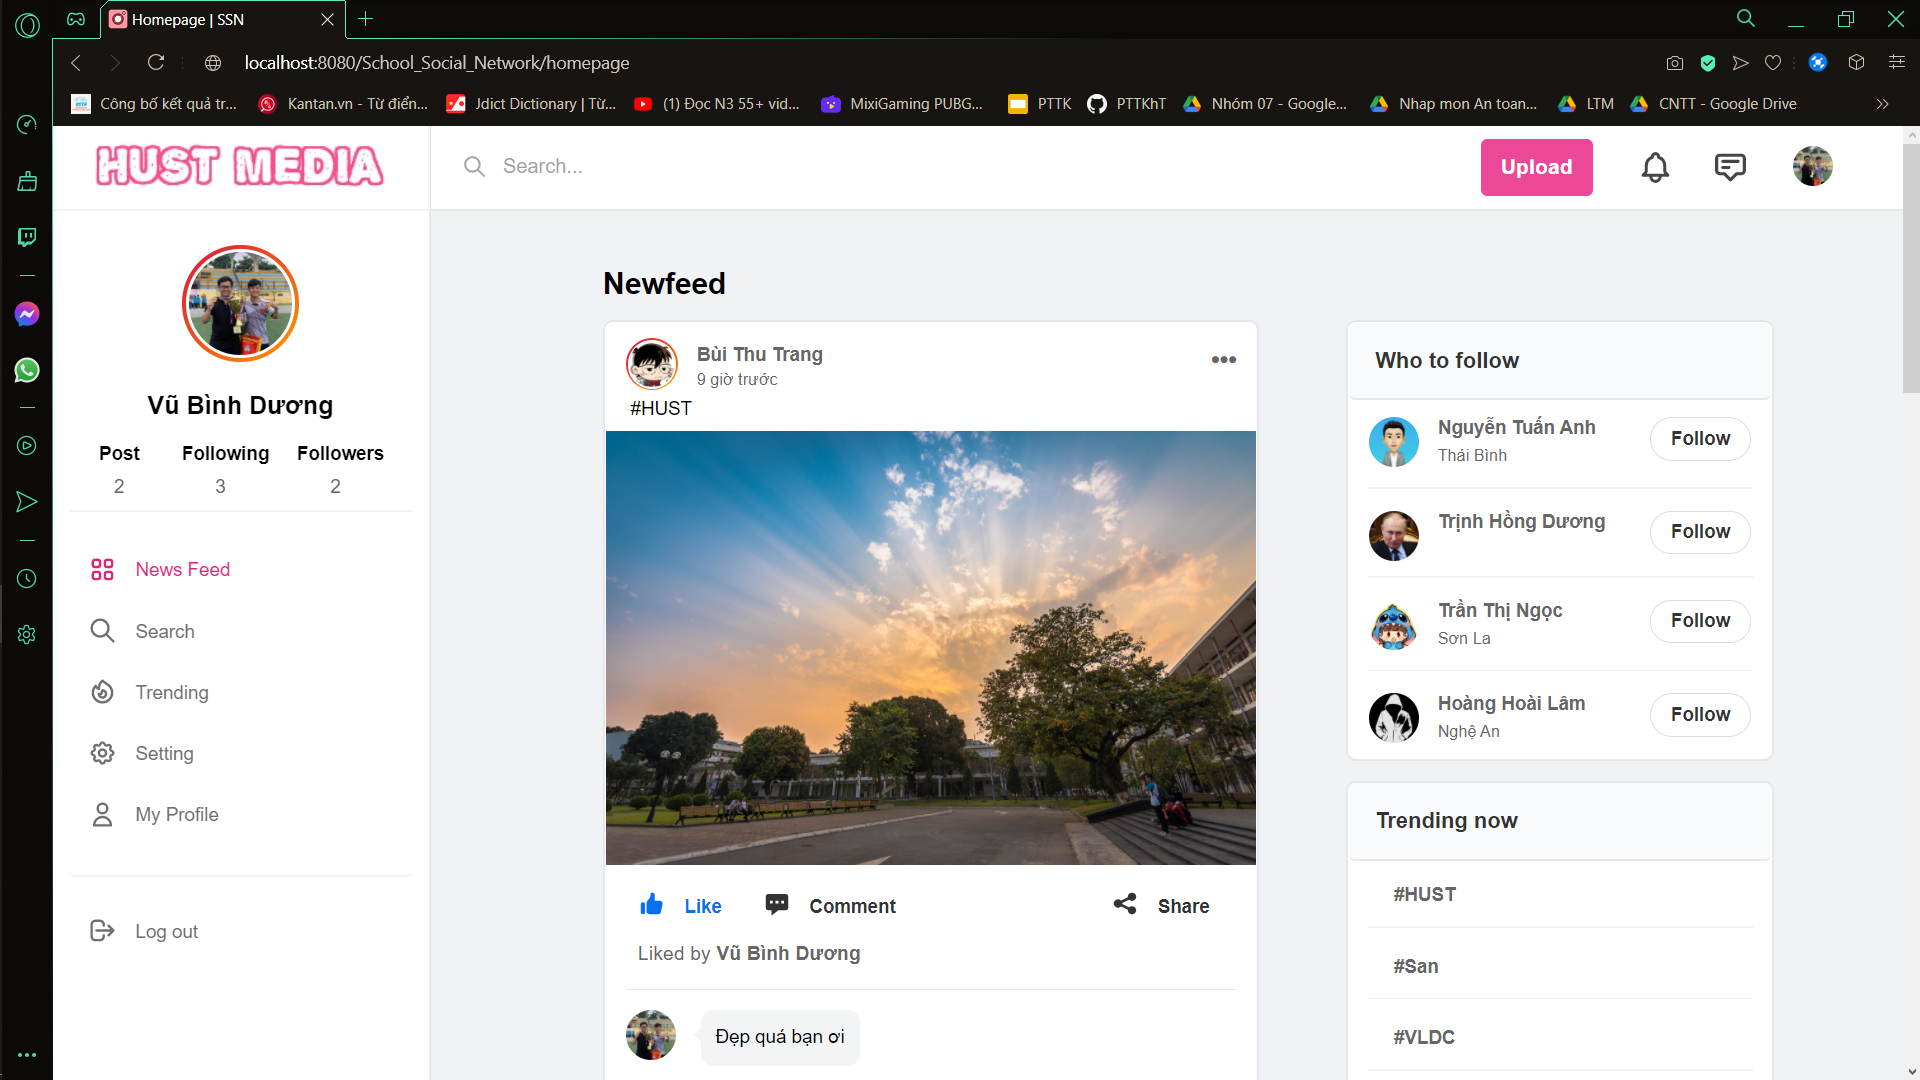 Homepage | SSN
localhost:8080/School_Social_Network/homepage
Công bố kết quả tr...
Kantan.vn - Từ điển...
Jdict Dictionary | Từ...
(1) Đọc N3 55+ vid...
MixiGaming PUBG...
PTTK
PTTKhT
Nhóm 07 - Google...
Nhap mon An toan...
LTM
CNTT - Google Drive
HUST MEDIA
Search...
Upload
Vũ Bình Dương
Post Following Followers
2 3 2
News Feed
Search
Trending
Setting
My Profile
Log out
Newfeed
Bùi Thu Trang
9 giờ trước
#HUST
Like Comment Share
Liked by Vũ Bình Dương
Đẹp quá bạn ơi
Who to follow
Nguyễn Tuấn Anh
Thái Bình
Follow
Trịnh Hồng Dương
Follow
Trần Thị Ngọc
Sơn La
Follow
Hoàng Hoài Lâm
Nghệ An
Follow
Trending now
#HUST
#San
#VLDC